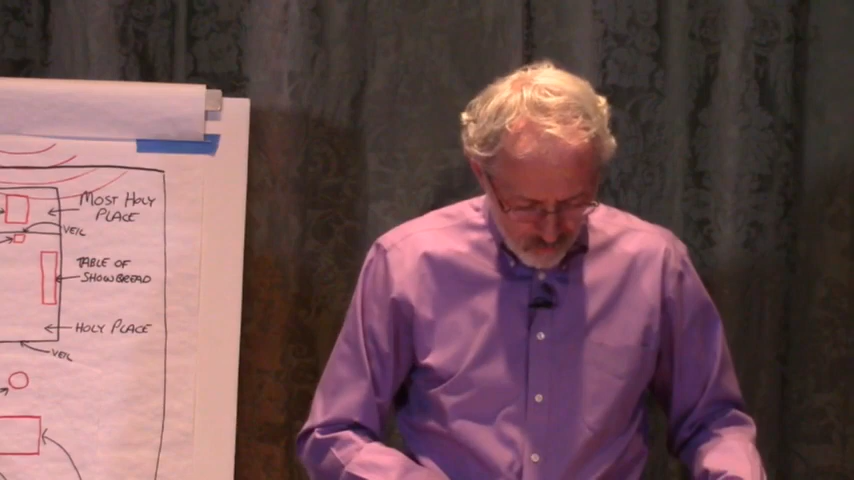 MOST HOLY
PLACE
VEIL
TABLE OF
SHOWBREAD
HOLY PLACE
VEIL